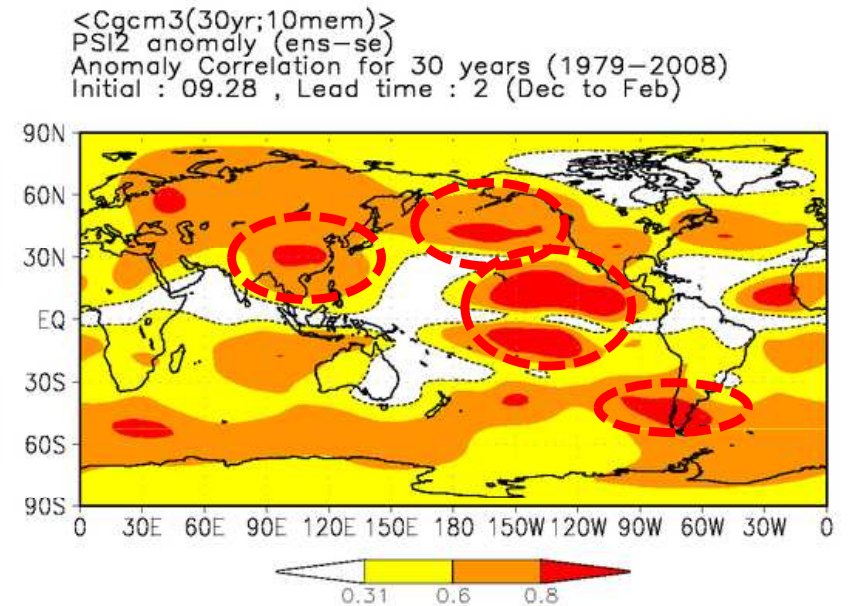 <Cgcm3(30yr;10mem)>
PSI2 anomaly (ens-se)
Anomaly Correlation for 30 years (1979-2008)
Initial : 09.28 , Lead time : 2 (Dec to Feb)
90N
60N
30N
EQ
30S
60S
90S
0 30E 60E 90E 120E 150E 180 150W 120W 90W 60W 30W 0
0.31 0.6 0.8